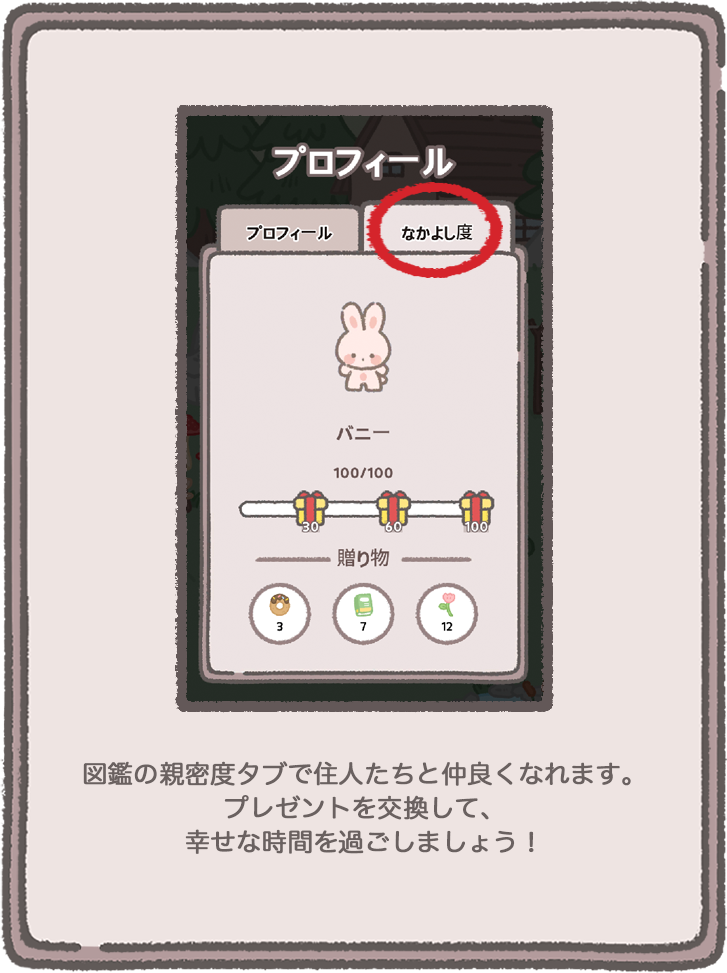 プロフィール
プロフィール なかよし度
バニー
100/100
30 60 100
贈り物
3 7 12
図鑑の親密度タブで住人たちと仲良くなれます。
プレゼントを交換して、
幸せな時間を過ごしましょう！